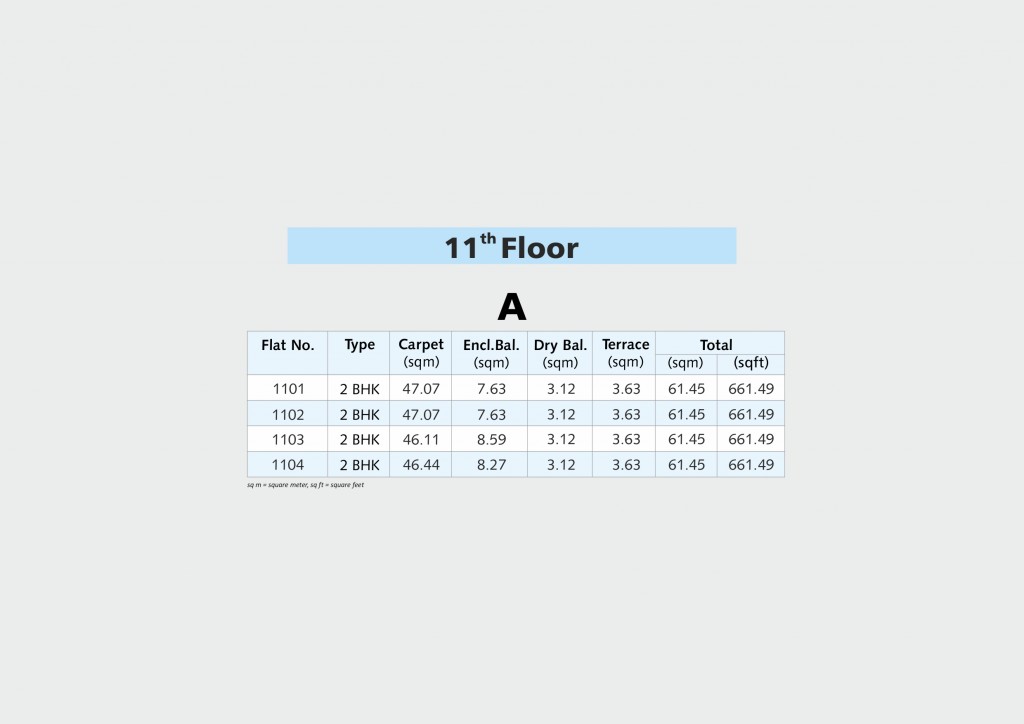 11th Floor
A
Flat No. Type Carpet (sqm) Encl.Bal. (sqm) Dry Bal. (sqm) Terrace (sqm) Total (sqm) (sqft)
1101 2 BHK 47.07 7.63 3.12 3.63 61.45 661.49
1102 2 BHK 47.07 7.63 3.12 3.63 61.45 661.49
1103 2 BHK 46.11 8.59 3.12 3.63 61.45 661.49
1104 2 BHK 46.44 8.27 3.12 3.63 61.45 661.49
sq m = square meter, sq ft = square feet